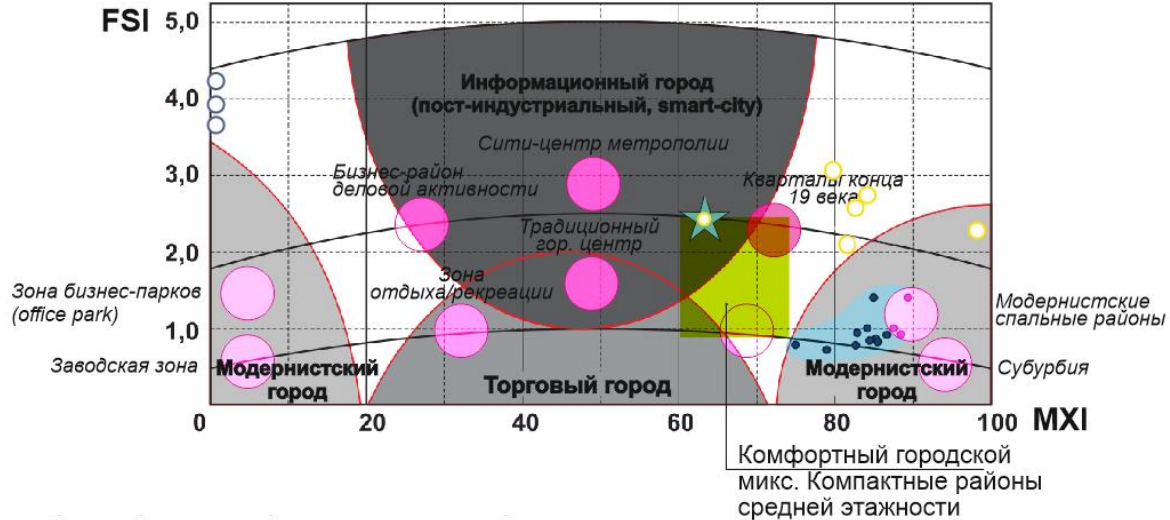 FSI
5,0
4,0
3,0
2,0
1,0
Информационный город
(пост-индустриальный, smart-city)
Сити-центр метрополии
Бизнес-район
деловой активности
Кварталы конца
19 века
Традиционный
гор. центр
Зона
отдыха/рекреации
Зона бизнес-парков
(office park)
Модернистские
спальные районы
Заводская зона
Модернистский
город
Торговый город
Модернистский
город
Субурбия
0
20
40
60
80
100
MXI
Комфортный городской
микс. Компактные районы
средней этажности